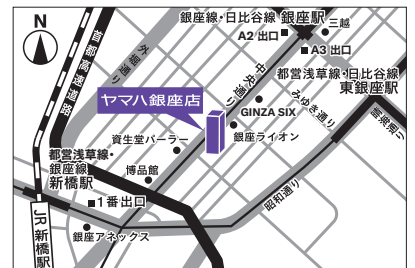 N
銀座線・日比谷線 銀座駅
三越
A2 出口
A3 出口
都営浅草線・日比谷線
東銀座駅
首都高速道路
外堀通り
中央通り
みゆき通り
ヤマハ銀座店
GINZA SIX
銀座ライオン
資生堂パーラー
晴海通り
昭和通り
都営浅草線・
銀座線
新橋駅
博品館
1番出口
銀座アネックス
JR 新橋駅